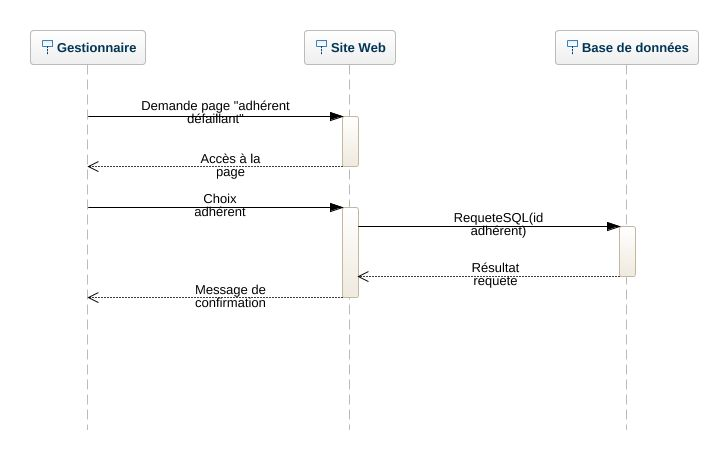 Gestionnaire
Site Web
Base de données
Demande page "adhérent
défaillant"
Accès à la
page
Choix
adhérent
RequeteSQL(id
adhérent)
Résultat
requete
Message de
confirmation